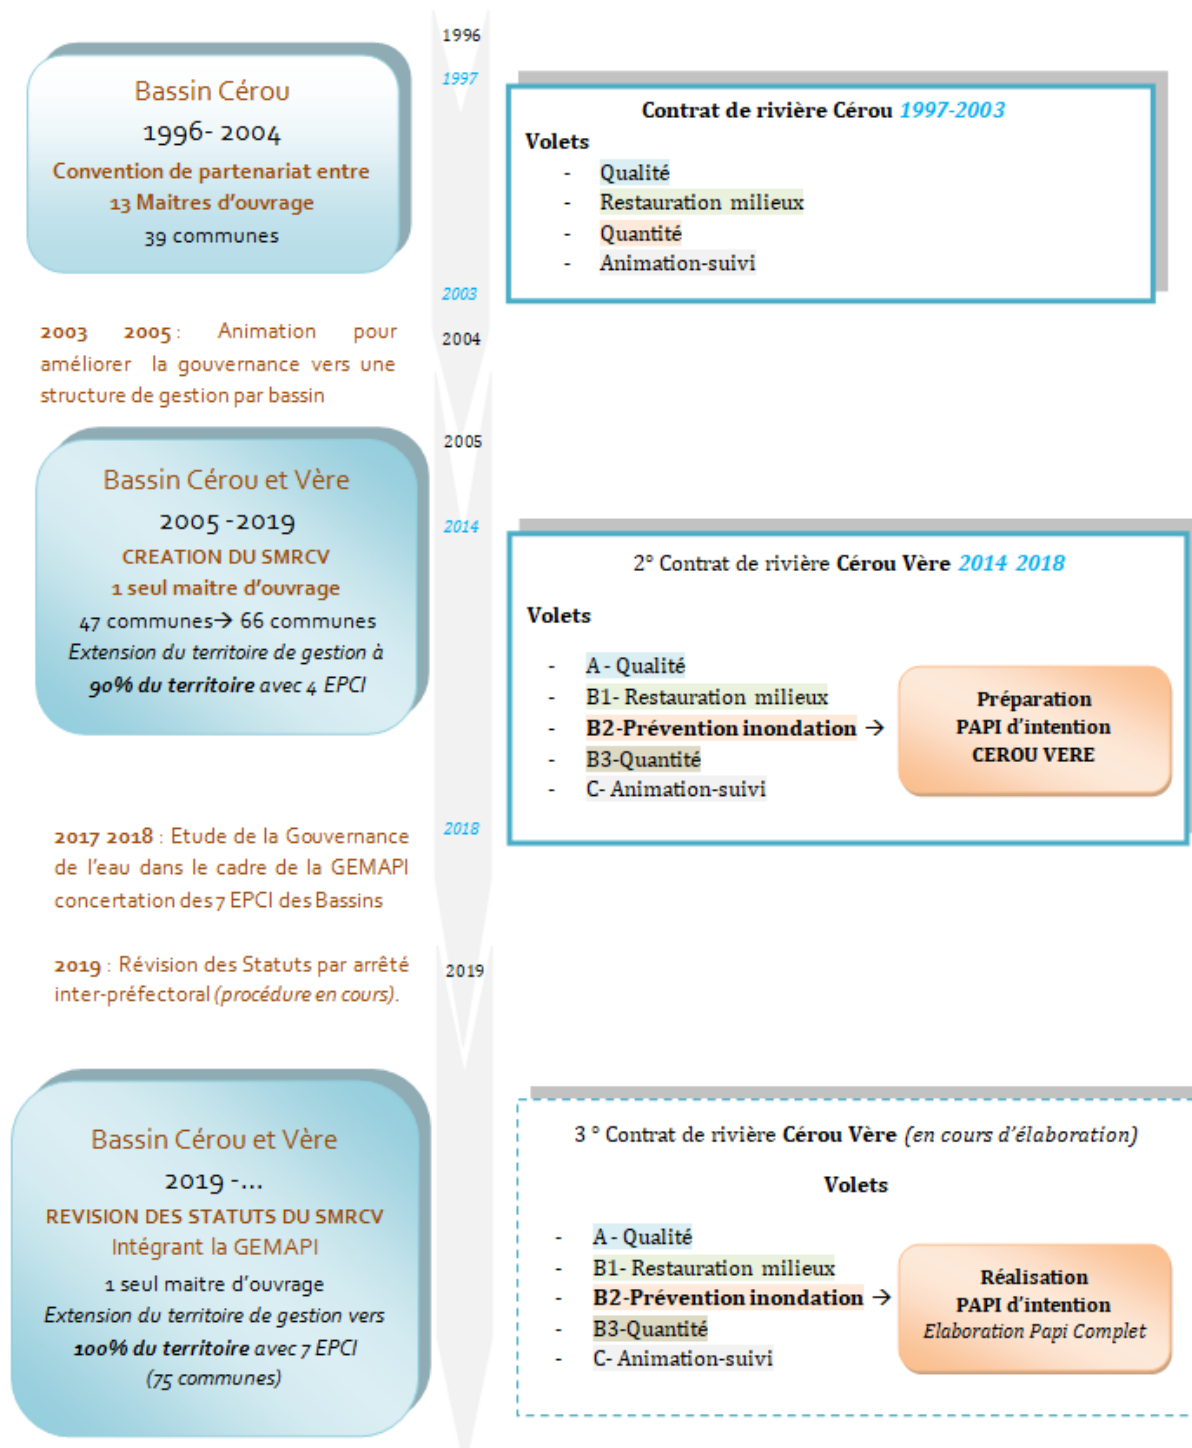 1996
1997
Bassin Cérou
1996- 2004
Convention de partenariat entre
13 Maitres d'ouvrage
39 communes
Contrat de rivière Cérou 1997-2003
Volets
- Qualité
- Restauration milieux
- Quantité
- Animation-suivi
2003
2004
2003 2005 : Animation pour
améliorer la gouvernance vers une
structure de gestion par bassin
2005
Bassin Cérou et Vère
2005 -2019
CREATION DU SMRCV
1 seul maitre d'ouvrage
47 communes→ 66 communes
Extension du territoire de gestion à
90% du territoire avec 4 EPCI
2014
2° Contrat de rivière Cérou Vère 2014 2018
Volets
- A - Qualité
- B1- Restauration milieux
- B2-Prévention inondation →
- B3-Quantité
- C- Animation-suivi
Préparation
PAPI d'intention
CEROU VERE
2018
2017 2018 : Etude de la Gouvernance
de l'eau dans le cadre de la GEMAPI
concertation des 7 EPCI des Bassins
2019 : Révision des Statuts par arrêté
inter-préfectoral (procédure en cours).
2019
Bassin Cérou et Vère
2019 -...
REVISION DES STATUTS DU SMRCV
Intégrant la GEMAPI
1 seul maitre d'ouvrage
Extension du territoire de gestion vers
100% du territoire avec 7 EPCI
(75 communes)
3 ° Contrat de rivière Cérou Vère (en cours d'élaboration)
Volets
- A - Qualité
- B1- Restauration milieux
- B2-Prévention inondation →
- B3-Quantité
- C- Animation-suivi
Réalisation
PAPI d'intention
Elaboration Papi Complet